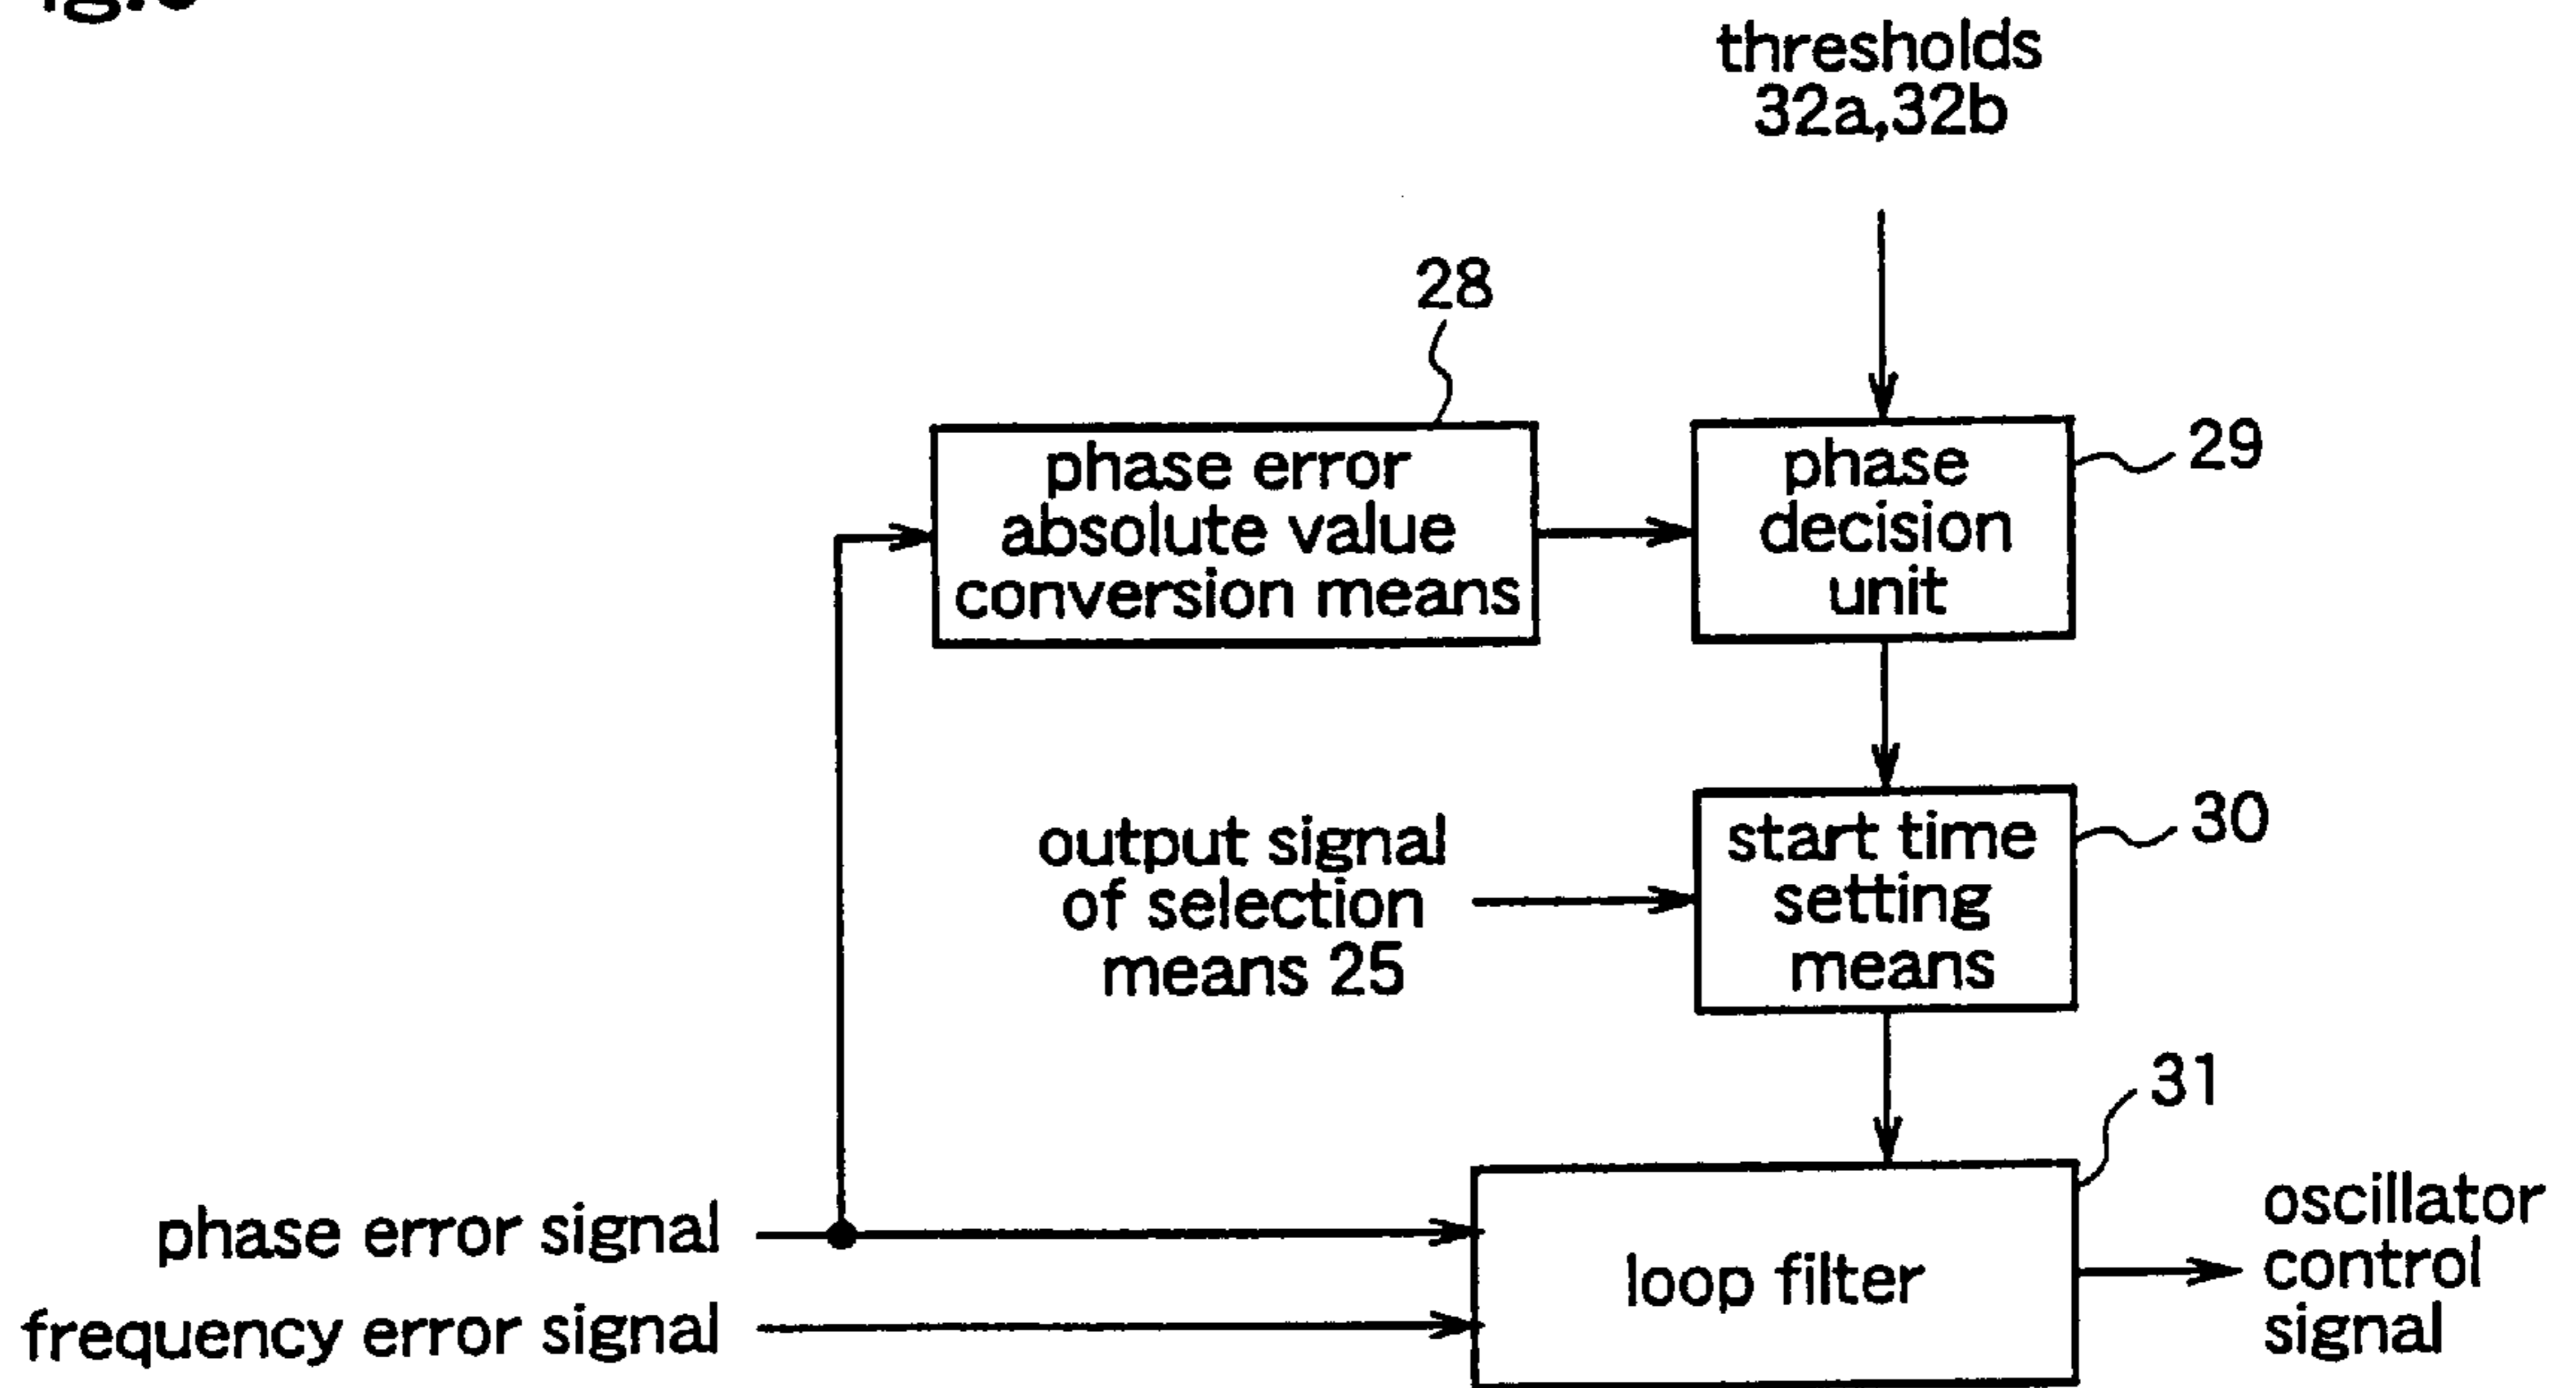 thresholds
32a,32b
28
phase error
absolute value
conversion means
phase
decision
unit
29
output signal
of selection
means 25
start time
setting
means
30
31
phase error signal
frequency error signal
loop filter
oscillator
control
signal